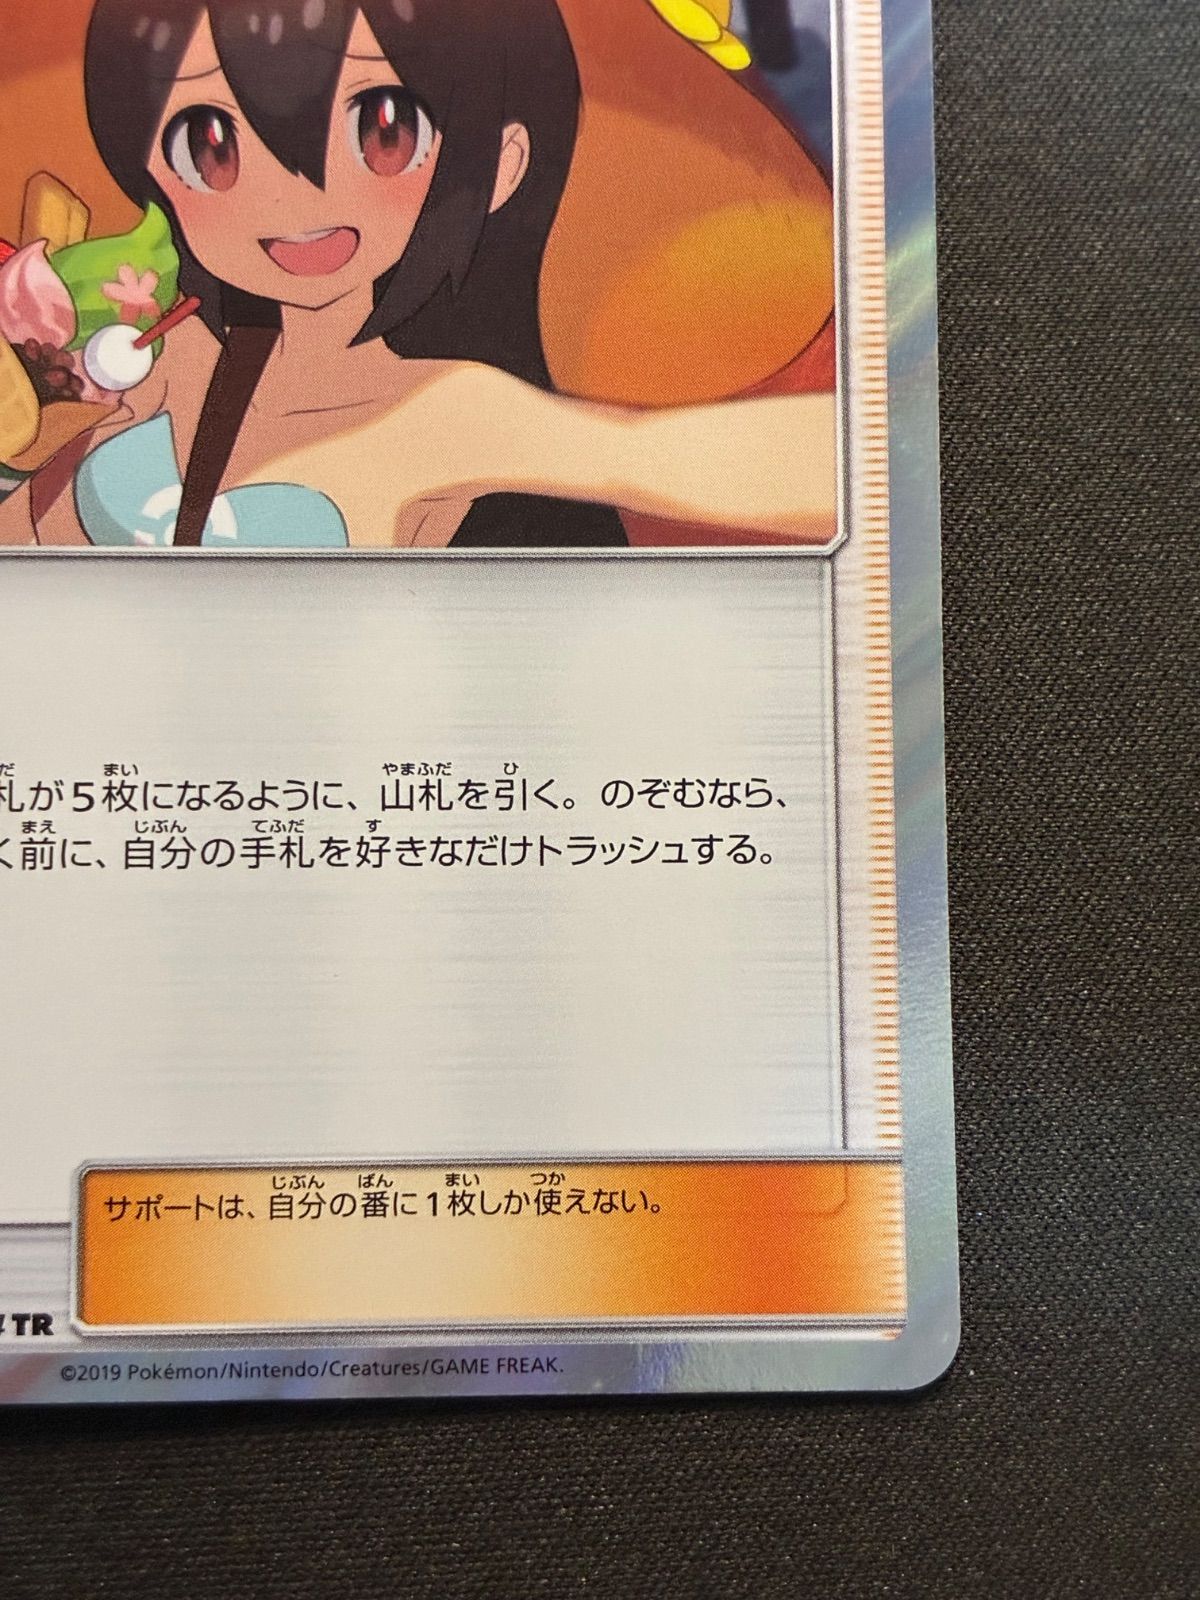 札が5枚になるように、山札を引く。のぞむなら、
く前に、自分の手札を好きなだけトラッシュする。
サポートは、自分の番に1枚しか使えない。
TR
©2019 Pokémon/Nintendo/Creatures/GAME FREAK.